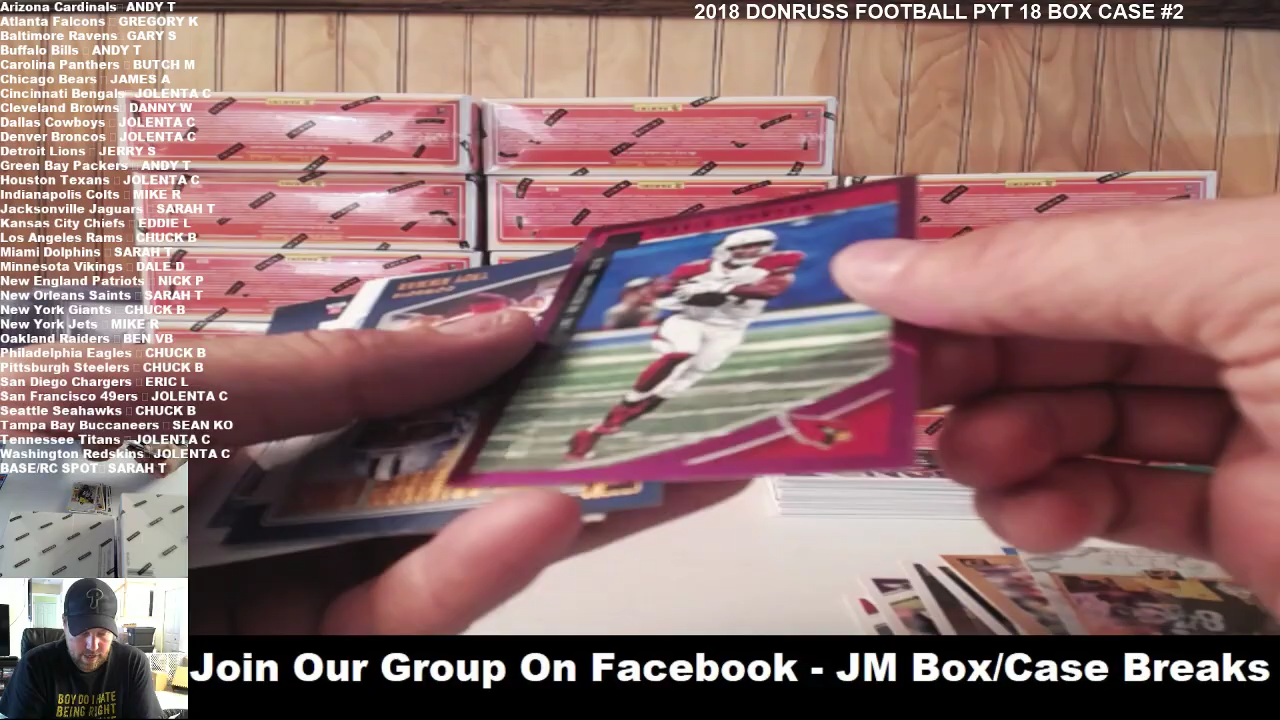 2018 DONRUSS FOOTBALL PYT 18 BOX CASE #2
Arizona Cardinals ANDY T
Atlanta Falcons GREGORY K
Baltimore Ravens GARY S
Buffalo Bills ANDY T
Carolina Panthers BUTCH M
Chicago Bears JAMES A
Cincinnati Bengals JOLENTA C
Cleveland Browns DANNY W
Dallas Cowboys JOLENTA C
Denver Broncos JOLENTA C
Detroit Lions JERRY S
Green Bay Packers ANDY T
Houston Texans JOLENTA C
Indianapolis Colts MIKE R
Jacksonville Jaguars SARAH T
Kansas City Chiefs EDDIE L
Los Angeles Rams CHUCK B
Miami Dolphins SARAH T
Minnesota Vikings DALE D
New England Patriots NICK P
New Orleans Saints SARAH T
New York Giants CHUCK B
New York Jets MIKE R
Oakland Raiders BEN VB
Philadelphia Eagles CHUCK B
Pittsburgh Steelers CHUCK B
San Diego Chargers ERIC L
San Francisco 49ers JOLENTA C
Seattle Seahawks CHUCK B
Tampa Bay Buccaneers SEAN KO
Tennessee Titans JOLENTA C
Washington Redskins JOLENTA C
BASE/RC SPOT SARAH T
BOY DO I HATE
BEING RIGHT
Join Our Group On Facebook - JM Box/Case Breaks